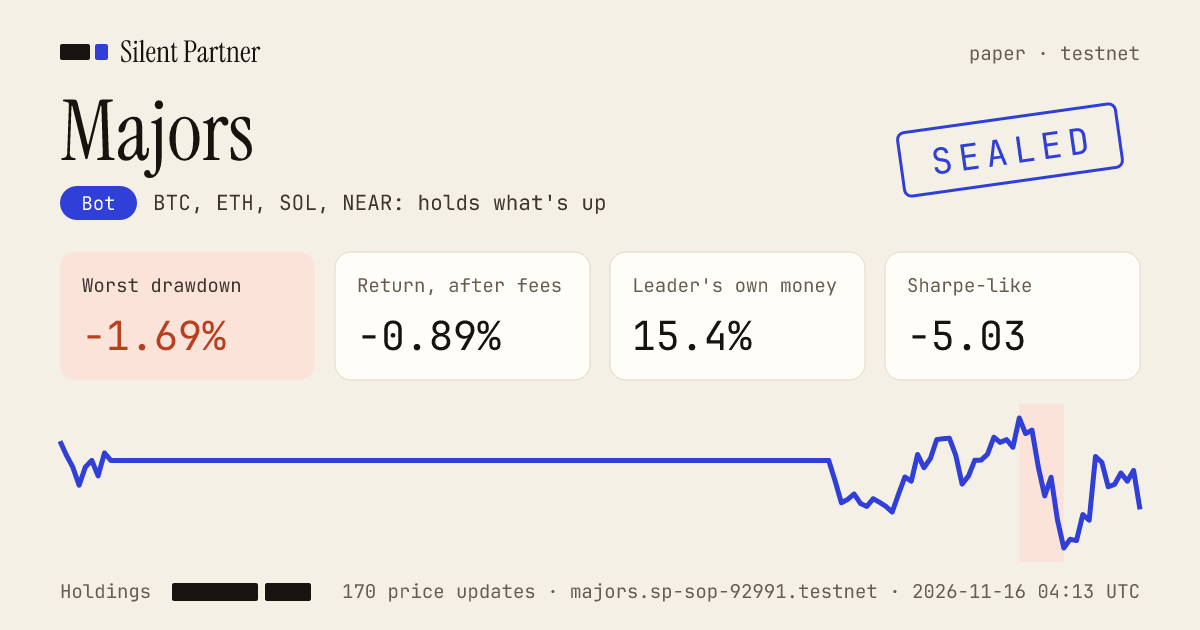 Silent Partner
paper · testnet
Majors
SEALED
Bot
BTC, ETH, SOL, NEAR: holds what's up
Worst drawdown
-1.69%
Return, after fees
-0.89%
Leader's own money
15.4%
Sharpe-like
-5.03
Holdings
170 price updates · majors.sp-sop-92991.testnet · 2026-11-16 04:13 UTC